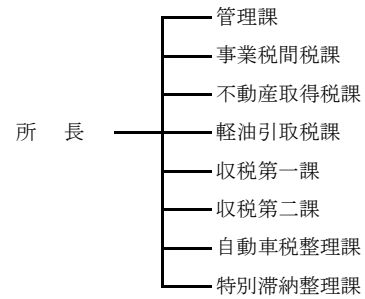 管理課
事業税間税課
不動産取得税課
所　長
軽油引取税課
収税第一課
収税第二課
自動車税整理課
特別滞納整理課